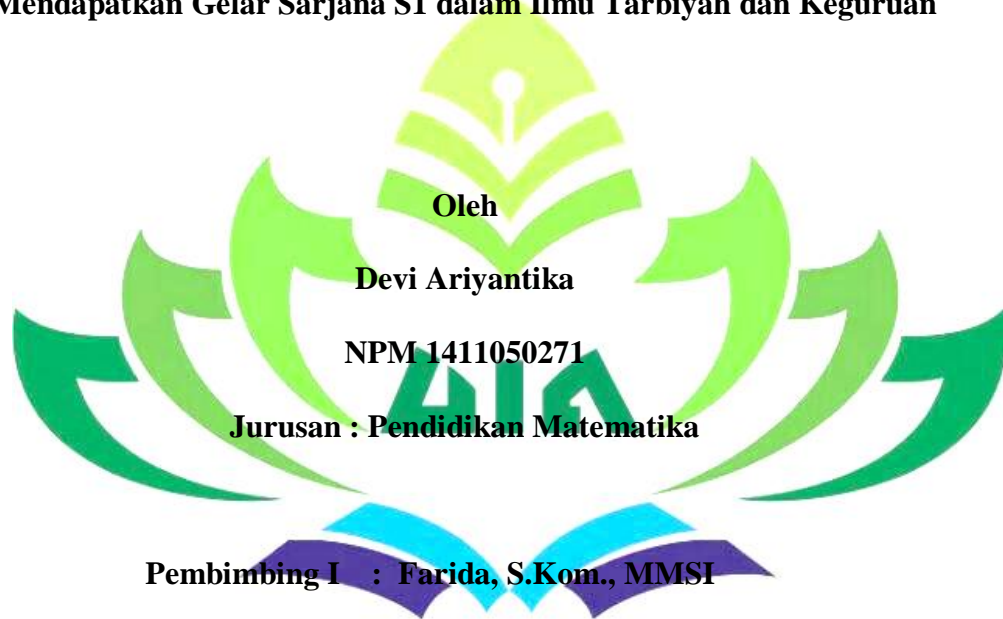 Mendapatkan Gelar Sarjana S1 dalam Ilmu Tarbiyah dan Keguruan
Oleh
Devi Ariyantika
NPM 1411050271
UIN
Jurusan : Pendidikan Matematika
Pembimbing I : Farida, S.Kom., MMSI